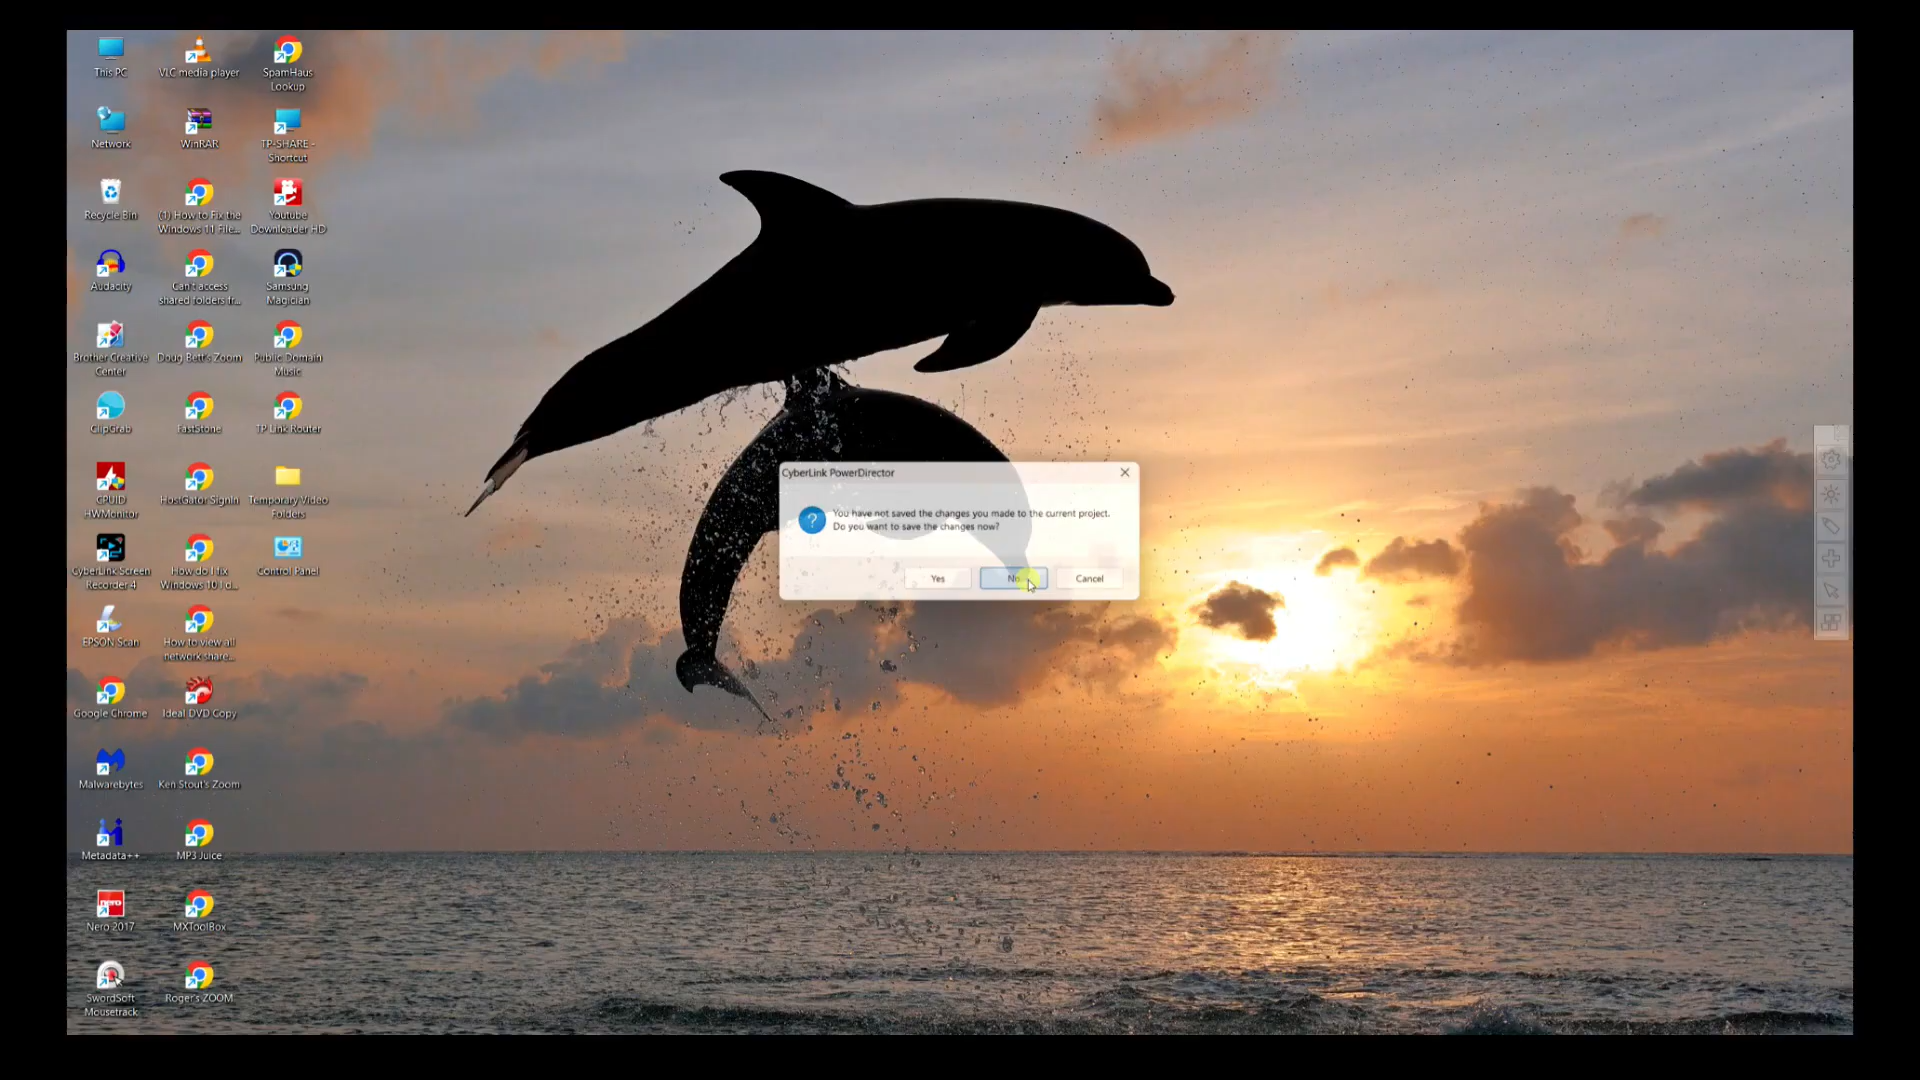 This PC
VLC media player
SpamHaus
Lookup
Network
WinRAR
TP-SHARE -
Shortcut
Recycle Bin
(1) How to Fix the
Windows 11 File...
Youtube
Downloader HD
Audacity
Can't access
shared folders fr...
Samsung
Magician
Brother Creative
Center
Doug Bett's Zoom
Public Domain
Music
ClipGrab
FastStone
TP Link Router
CPUID
HWMonitor
HostGator SignIn
Temporary Video
Folders
CyberLink Screen
Recorder 4
How do I fix
Windows 10 I d...
Control Panel
EPSON Scan
How to view all
network share...
Google Chrome
Ideal DVD Copy
Malwarebytes
Ken Stout's Zoom
Metadata++
MP3 Juice
nero
Nero 2017
MXToolBox
SwordSoft
Mousetrack
Roger's ZOOM
CyberLink PowerDirector
You have not saved the changes you made to the current project.
Do you want to save the changes now?
Yes
No
Cancel